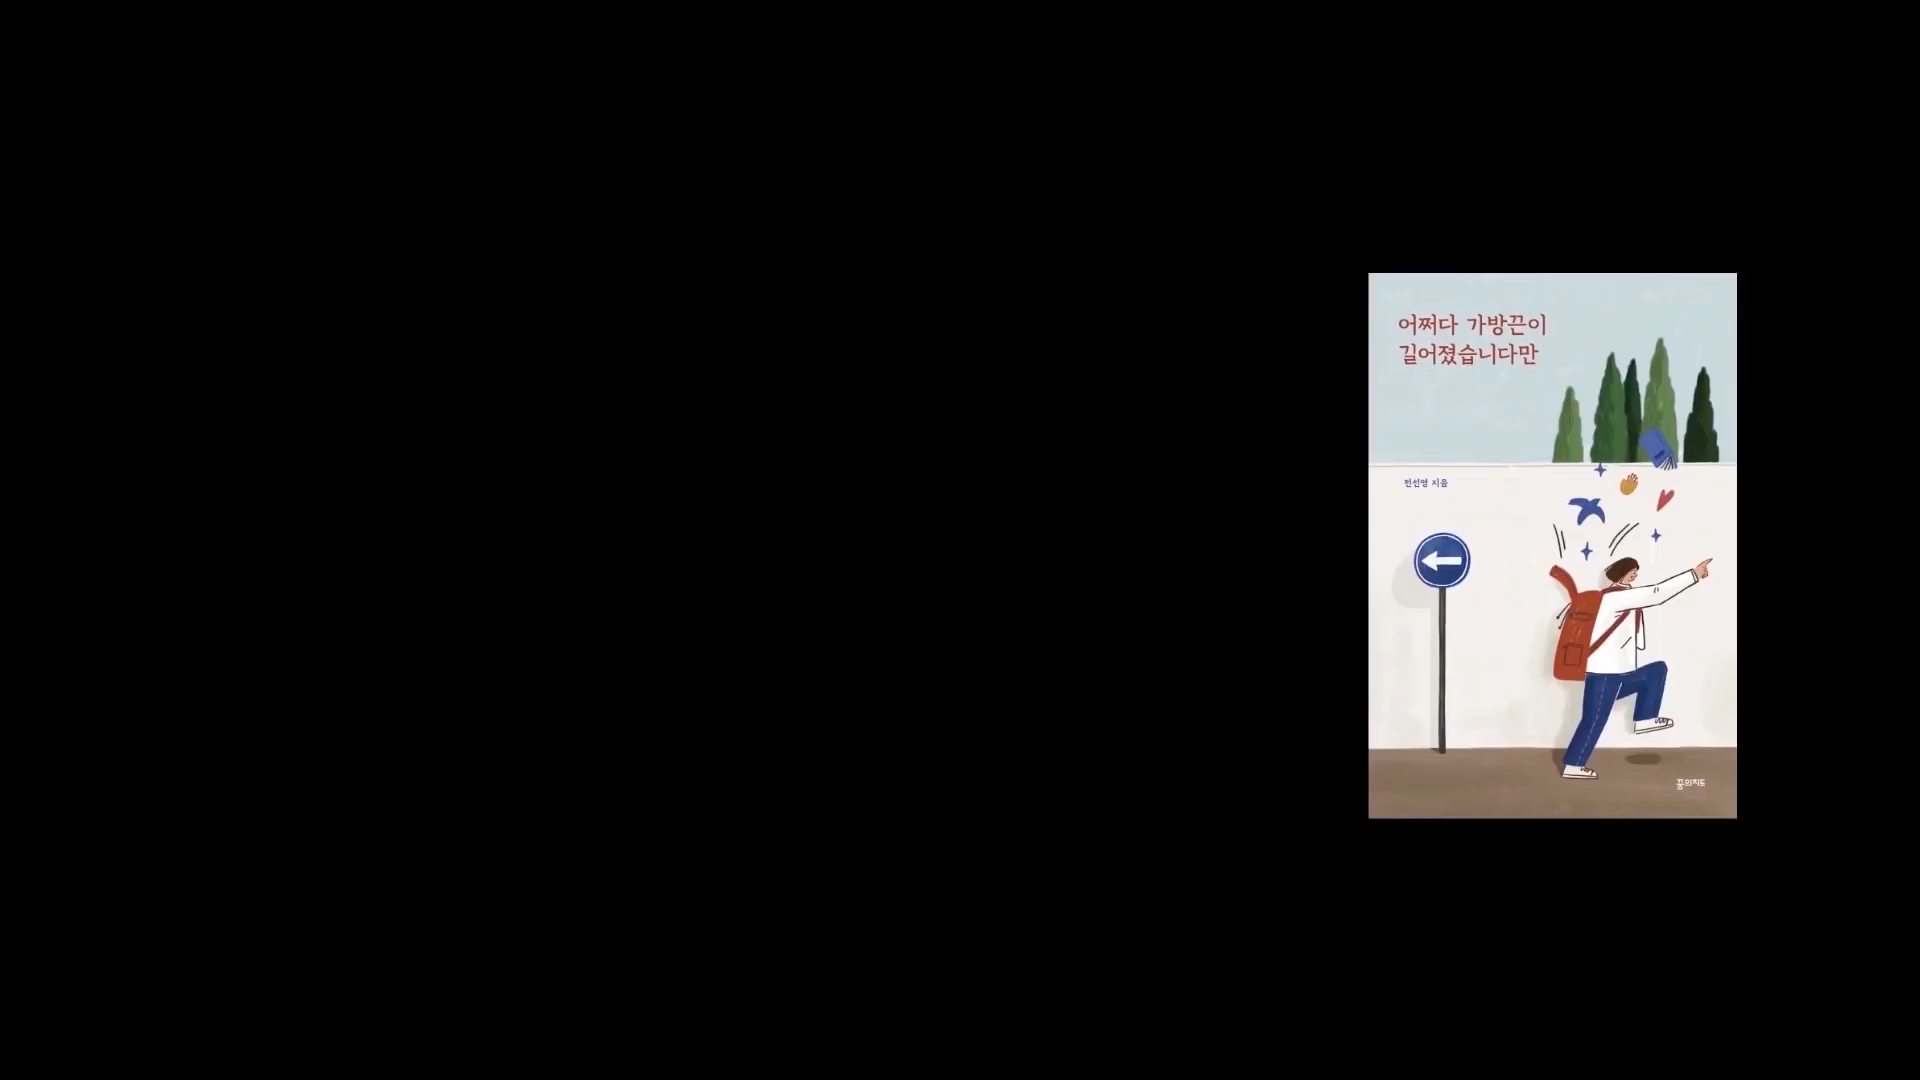 어쩌다 가방끈이
길어졌습니다만
전선영 지음
꿈의지도